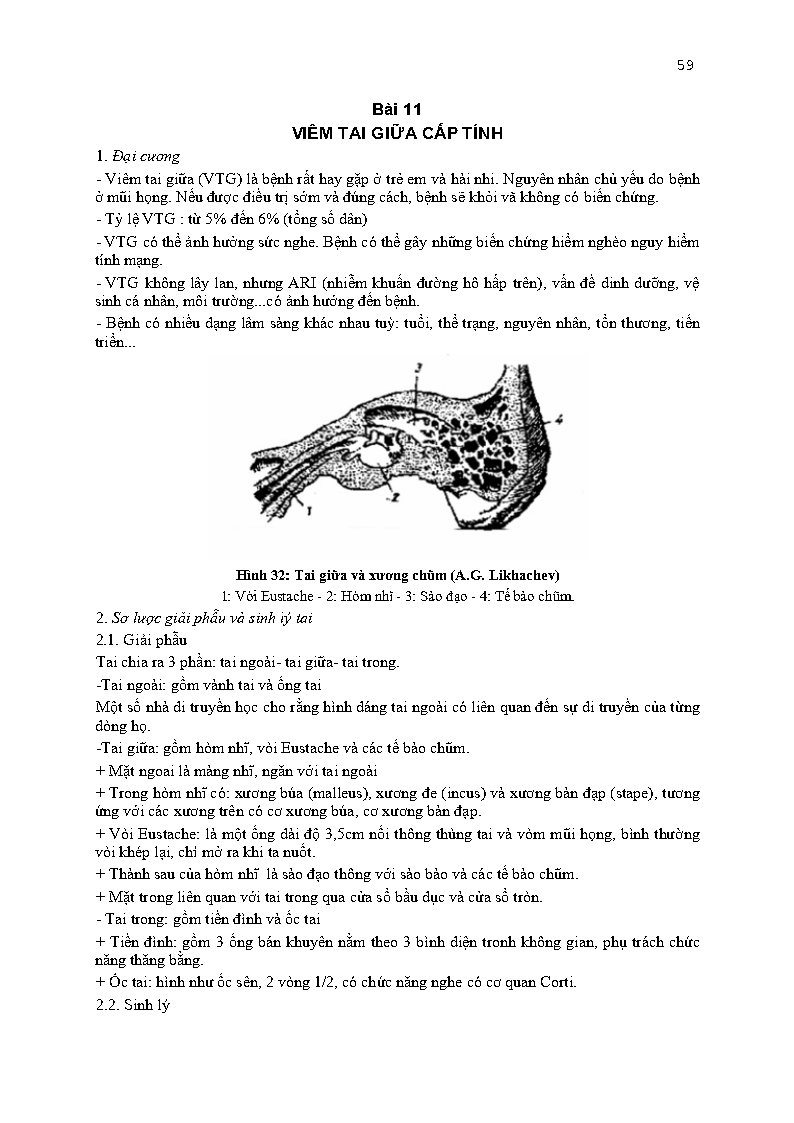 59
Bài 11
VIÊM TAI GIỮA CẤP TÍNH
1. Đại cương
- Viêm tai giữa (VTG) là bệnh rất hay gặp ở trẻ em và hài nhi. Nguyên nhân chủ yếu do bệnh
ở mũi họng. Nếu được điều trị sớm và đúng cách, bệnh sẽ khỏi vã không có biến chứng.
- Tỷ lệ VTG : từ 5% đến 6% (tổng số dân)
- VTG có thể ảnh hưởng sức nghe. Bệnh có thể gây những biến chứng hiểm nghèo nguy hiểm
tính mạng.
- VTG không lây lan, nhưng ARI (nhiễm khuẩn đường hô hấp trên), vấn đề dinh dưỡng, vệ
sinh cá nhân, môi trường...có ảnh hưởng đến bệnh.
- Bệnh có nhiều dạng lâm sàng khác nhau tuỳ: tuổi, thể trạng, nguyên nhân, tổn thương, tiến
triển...
3
4
2
1
Hình 32: Tai giữa và xương chũm (A.G. Likhachev)
1: Vời Eustache - 2: Hòm nhĩ - 3: Sào đạo - 4: Tế bào chũm.
2. Sơ lược giải phẫu và sinh iý tai
2.1. Giải phẫu
Tai chia ra 3 phần: tai ngoài- tai giữa- tai trong.
-Tai ngoài: gồm vành tai và ống tai
Một số nhà di truyền học cho rằng hình dáng tai ngoài có liên quan đến sự di truyền của từng
dòng họ.
-Tai giữa: gồm hòm nhĩ, vòi Eustache và các tế bào chũm.
+ Mặt ngoai là màng nhĩ, ngăn với tai ngoài
+ Trong hòm nhĩ có: xương búa (malleus), xương đe (incus) và xương bàn đạp (stape), tương
ứng với các xương trên có cơ xương búa, cơ xương bàn đạp.
+ Vòi Eustache: là một ống dài độ 3,5cm nối thông thùng tai và vòm mũi họng, bình thường
vòi khép lại, chỉ mở ra khi ta nuốt.
+ Thành sau của hòm nhĩ là sào đạo thông với sào bào và các tế bào chũm.
+ Mặt trong liên quan với tai trong qua cửa sổ bầu dục và cửa sổ tròn.
- Tai trong: gồm tiền đình và ốc tai
+ Tiền đình: gồm 3 ống bán khuyên nằm theo 3 bình diện tronh không gian, phụ trách chức
năng thăng bằng.
+ Ốc tai: hình như ốc sên, 2 vòng 1/2, có chức năng nghe có cơ quan Corti.
2.2. Sinh lý